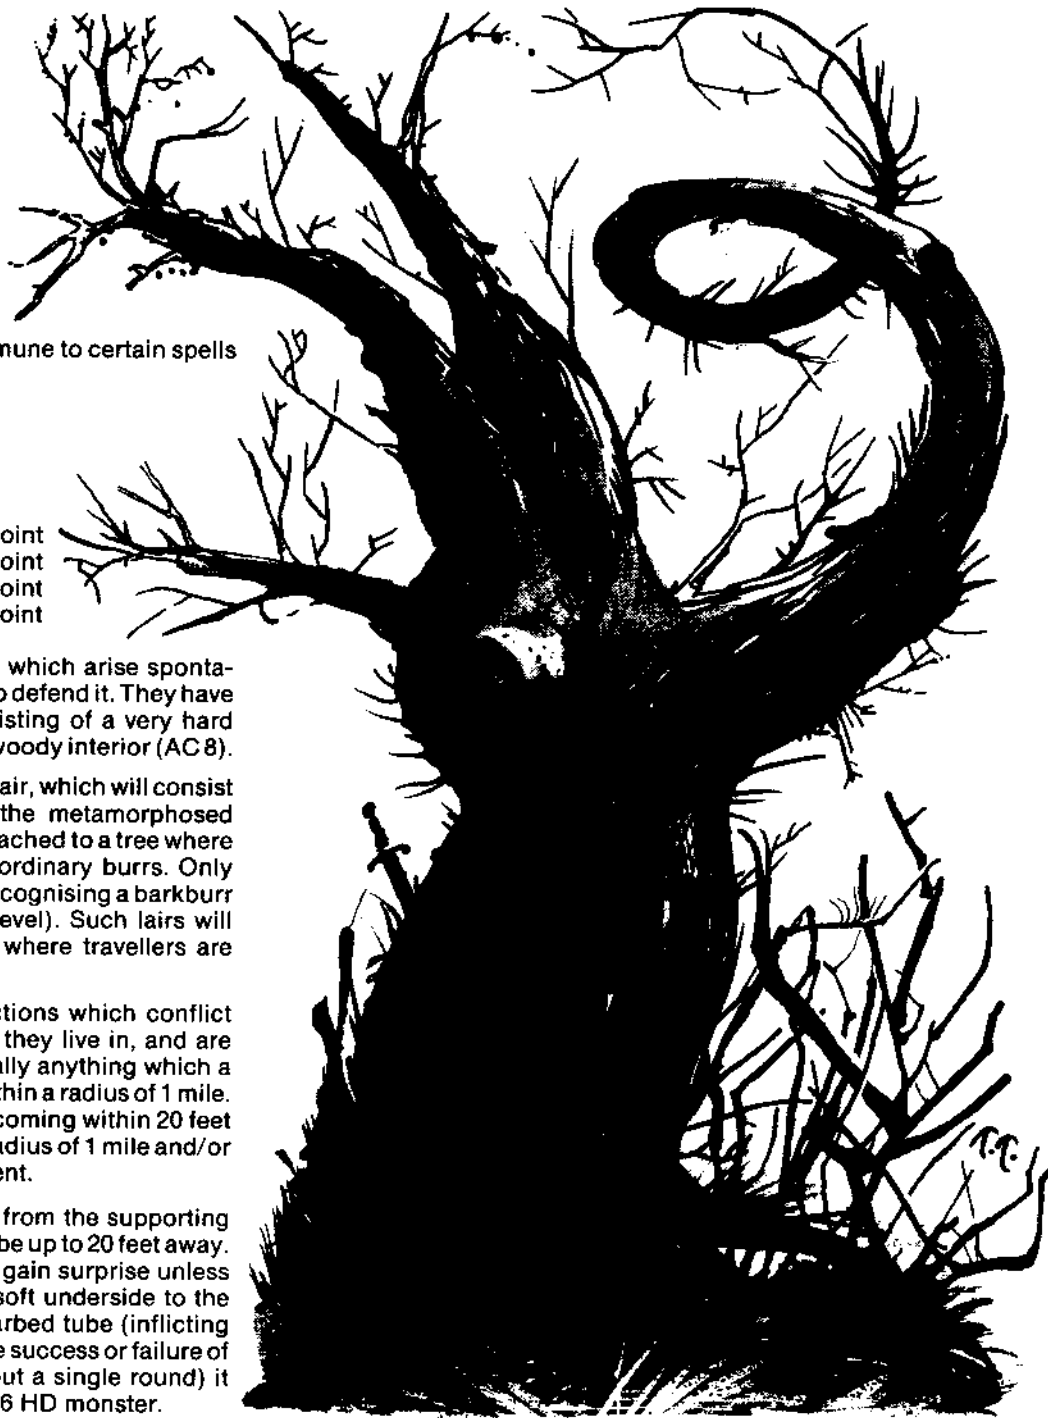 mune to certain spells
oint
oint
oint
oint
which arise sponta-
o defend it. They have
isting of a very hard
voody interior (AC 8).
air, which will consist
the metamorphosed
ached to a tree where
ordinary burrs. Only
cognising a barkburr
evel). Such lairs will
where travellers are
ctions which conflict
they live in, and are
ally anything which a
thin a radius of 1 mile.
coming within 20 feet
adius of 1 mile and/or
ent.
from the supporting
be up to 20 feet away.
gain surprise unless
soft underside to the
arbed tube (inflicting
e success or failure of
out a single round) it
6 HD monster.